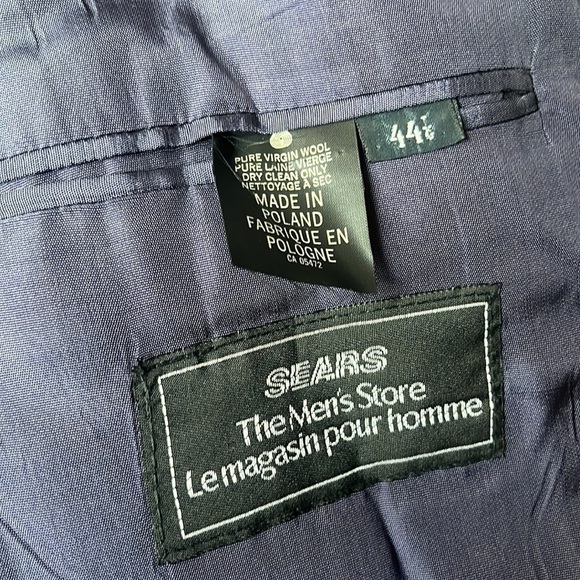 PURE VIRGIN WOOL
PURE LAINE VIERGE
DRY CLEAN ONLY
NETTOYAGE A SEC
MADE IN
POLAND
FABRIQUE EN
POLOGNE
CA 05472
44
SEARS
The Men's Store
Le magasin pour homme